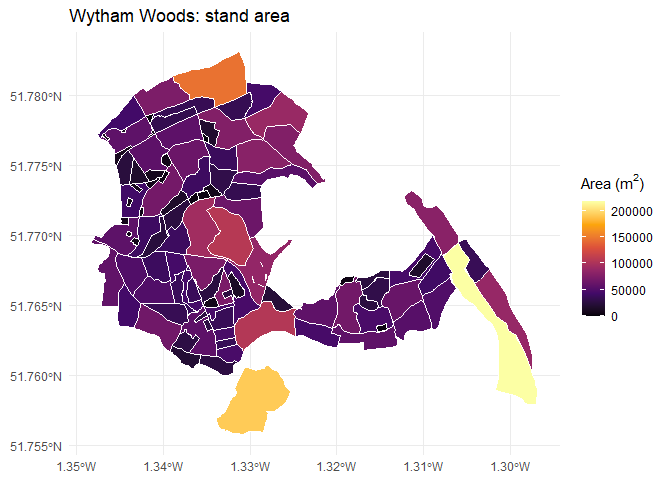 Wytham Woods: stand area
51.780°N
51.775°N
51.770°N
51.765°N
51.760°N
51.755°N
1.35°W
1.34°W
1.33°W
1.32°W
1.31°W
1.30°W
Area (m²)
200000
150000
100000
50000
0